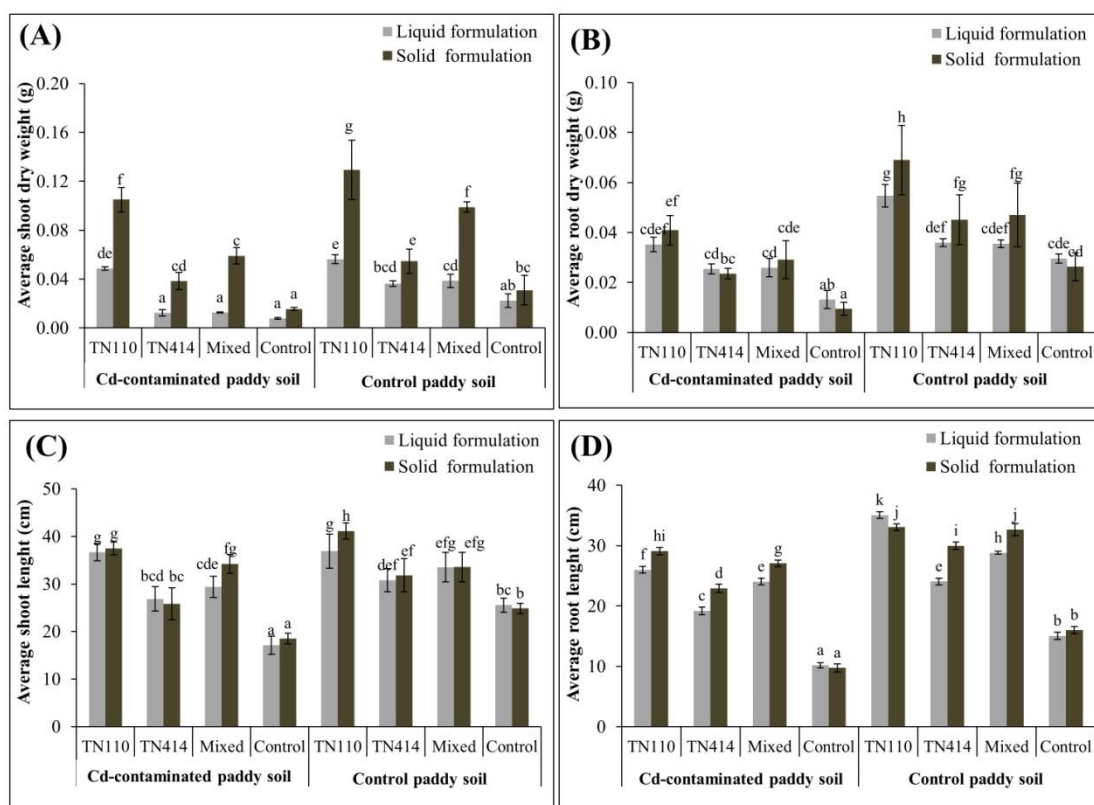 (A)
Liquid formulation
Solid formulation
Average shoot dry weight (g)
0.20
0.16
0.12
0.08
0.04
0.00
de f a cd a c a a e g bcd e cd f ab bc
TN110 TN414 Mixed Control TN110 TN414 Mixed Control
Cd-contaminated paddy soil Control paddy soil
(B)
Liquid formulation
Solid formulation
Average root dry weight (g)
0.10
0.08
0.06
0.04
0.02
0.00
cdef ef cd bc cd cde ab a g h def fg cdef fg cde cd
TN110 TN414 Mixed Control TN110 TN414 Mixed Control
Cd-contaminated paddy soil Control paddy soil
(C)
Liquid formulation
Solid formulation
Average shoot lenght (cm)
50
40
30
20
10
0
g g bcd bc cde fg a a g h def ef efg efg bc b
TN110 TN414 Mixed Control TN110 TN414 Mixed Control
Cd-contaminated paddy soil Control paddy soil
(D)
Liquid formulation
Solid formulation
Average root lenght (cm)
40
30
20
10
0
f hi c d e g a a k j e i h j b b
TN110 TN414 Mixed Control TN110 TN414 Mixed Control
Cd-contaminated paddy soil Control paddy soil